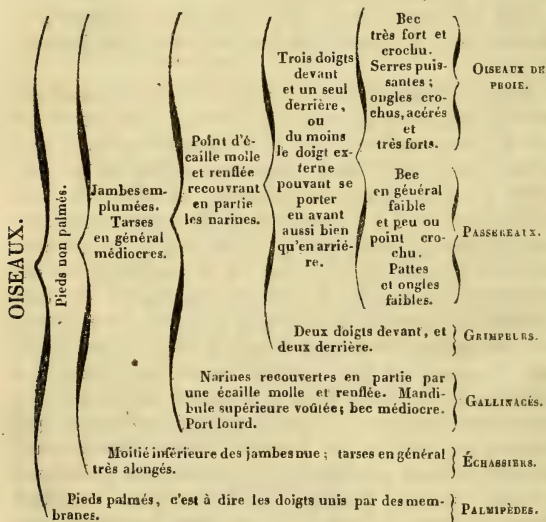 OISEAUX.
Pieds non palmés.
Jambes em-
plumées.
Tarses
en général
médiocres.
Point d'é-
caille molle
et renflée
recouvrant
en partie
les narines.
Trois doigts
devant
et un seul
derrière,
ou
du moins
le doigt ex-
terne
pouvant se
porter
en avant
aussi bien
qu'en arriè-
re.
Bec
très fort et
crochu.
Serres puis-
santes;
ongles cro-
chus, acérés
et
très forts.
OISEAUX DE
PROIE.
Bec
en général
faible
et peu ou
point cro-
chu.
Pattes
et ongles
faibles.
PASSEREAUX.
Deux doigts devant, et
deux derrière.
GRIMPEURS.
Narines recouvertes en partie par
une écaille molle et renflée. Mandi-
bule supérieure voûtée; bec médiocre.
Port lourd.
GALLINACÉS.
Moitié inférieure des jambes nue; tarses en général
très alongés.
ÉCHASSIERS.
Pieds palmés, c'est à dire les doigts unis par des mem-
branes.
PALMIPÈDES.